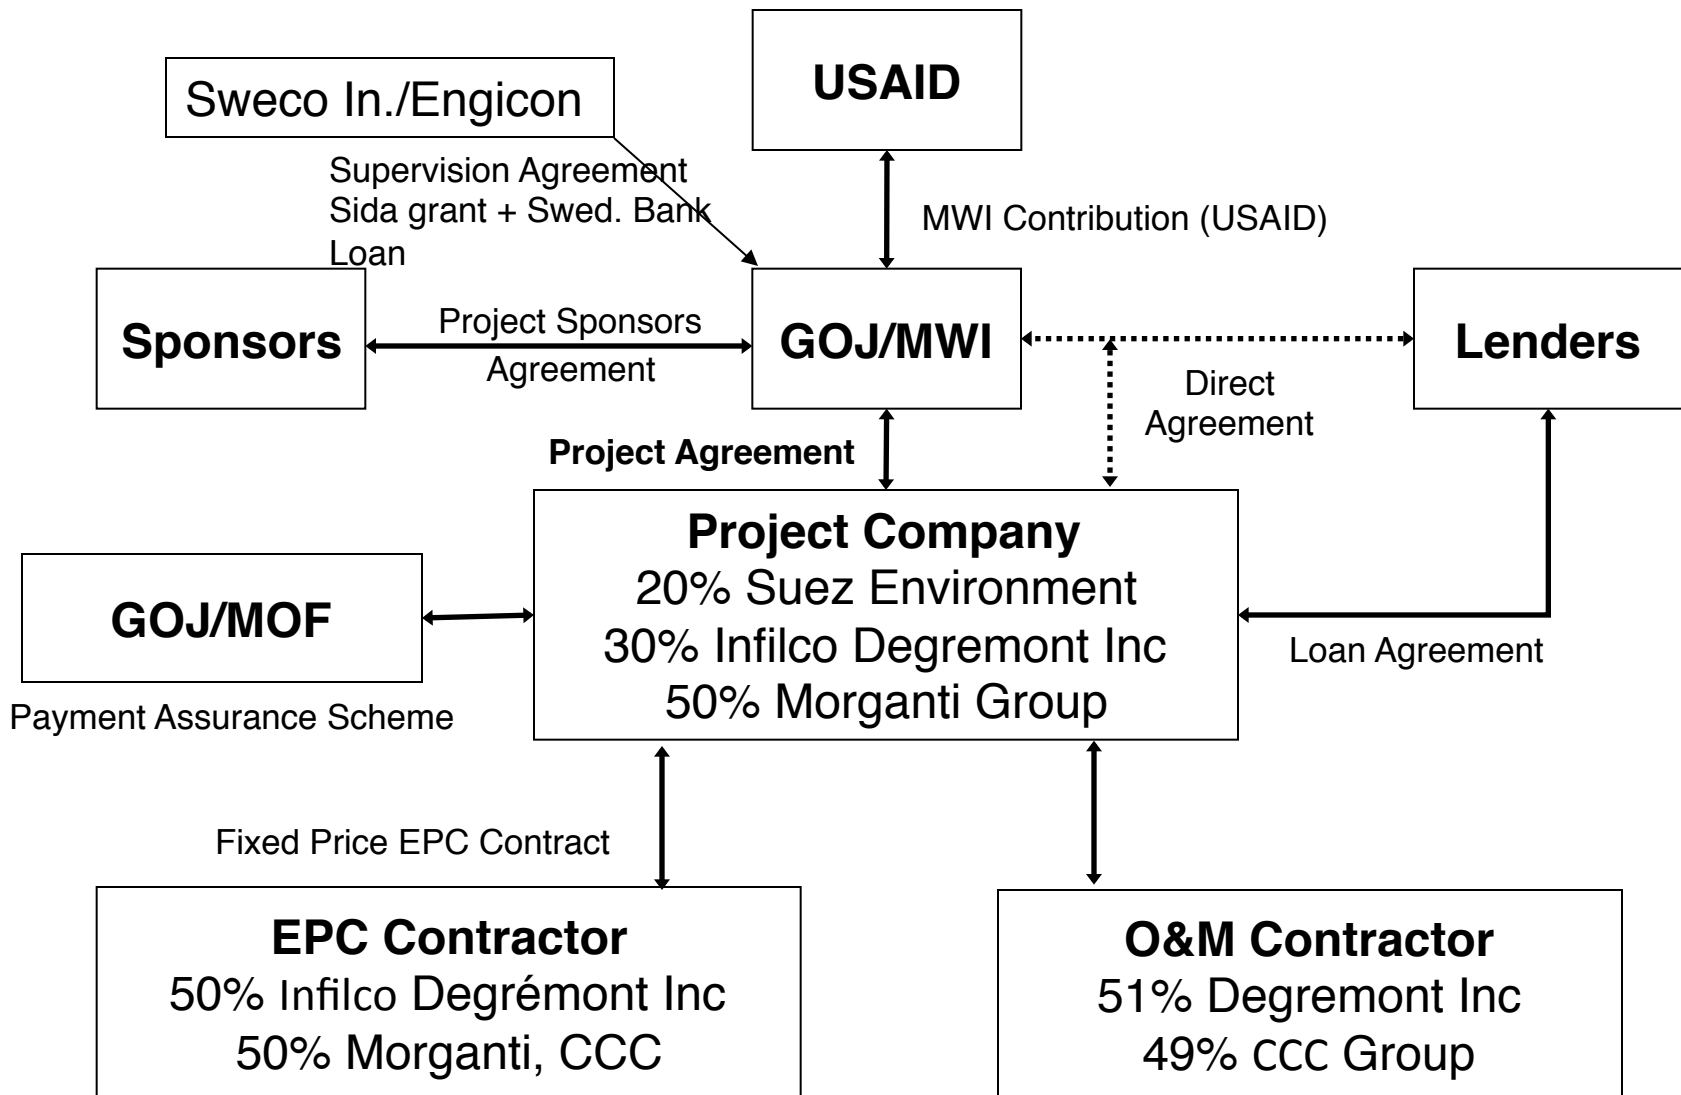 USAID
Sweco In./Engicon
Supervision Agreement
Sida grant + Swed. Bank
Loan
MWI Contribution (USAID)
Sponsors
Project Sponsors
Agreement
GOJ/MWI
Direct
Agreement
Lenders
Project Agreement
Project Company
20% Suez Environment
30% Infilco Degremont Inc
50% Morganti Group
GOJ/MOF
Payment Assurance Scheme
Loan Agreement
Fixed Price EPC Contract
EPC Contractor
50% Infilco Degrémont Inc
50% Morganti, CCC
O&M Contractor
51% Degremont Inc
49% CCC Group